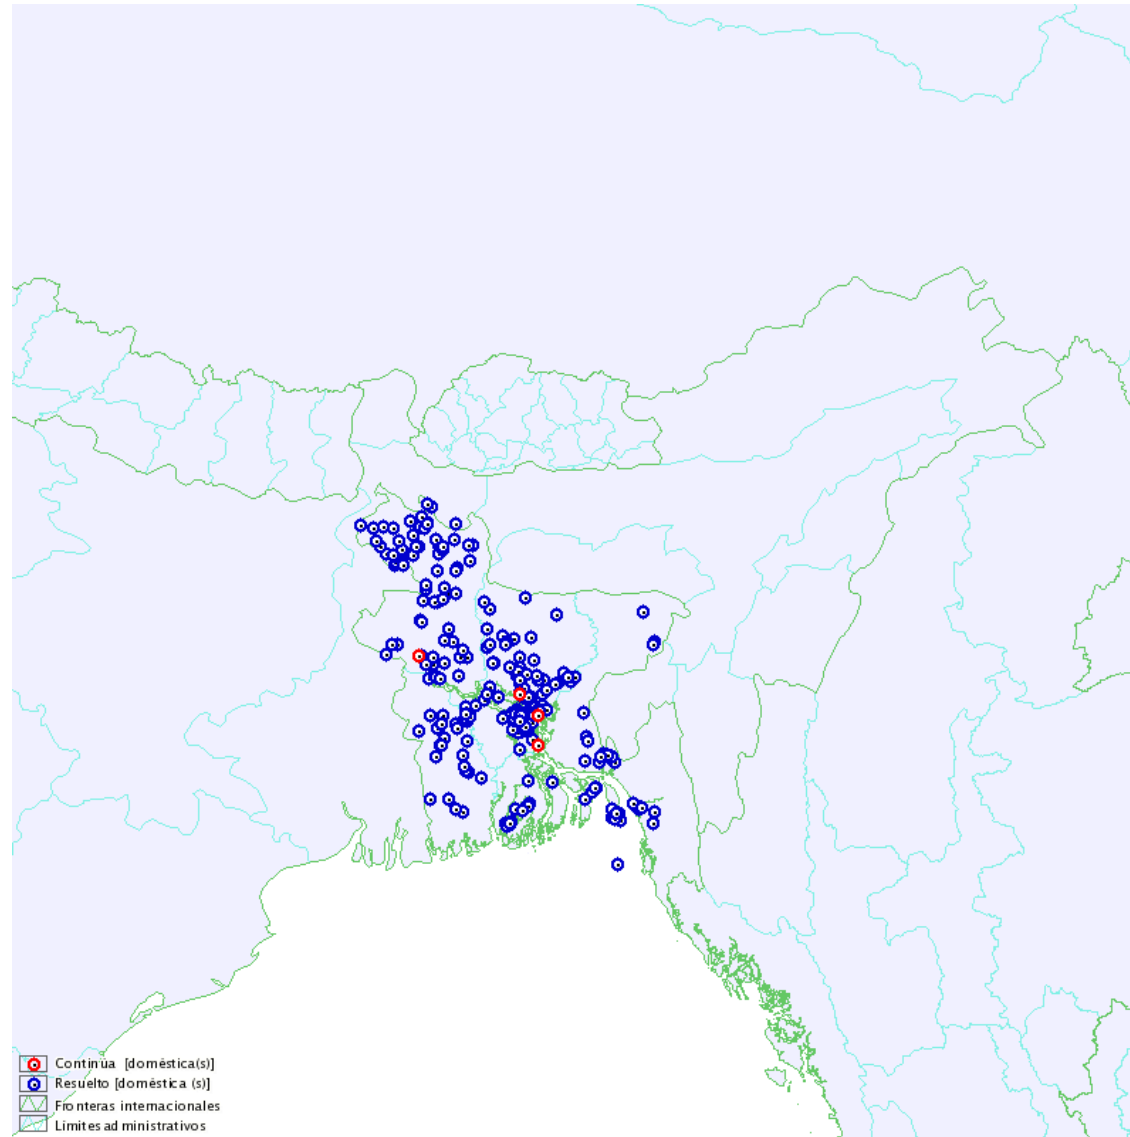 Continúa [doméstica(s)]
Resuelto [doméstica (s)]
Fronteras internacionales
Límites administrativos